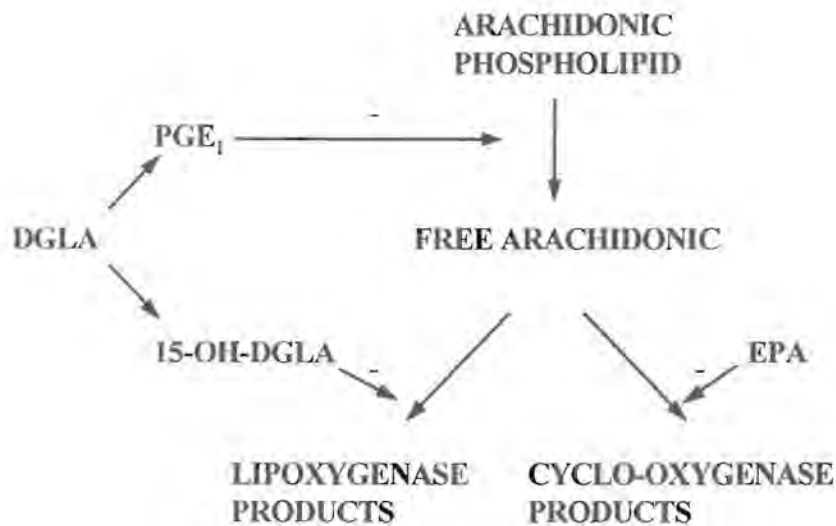 ARACHIDONIC
PHOSPHOLIPID
-
PGE₁
DGLA
FREE ARACHIDONIC
15-OH-DGLA
-
-
EPA
LIPOXYGENASE
PRODUCTS
CYCLO-OXYGENASE
PRODUCTS